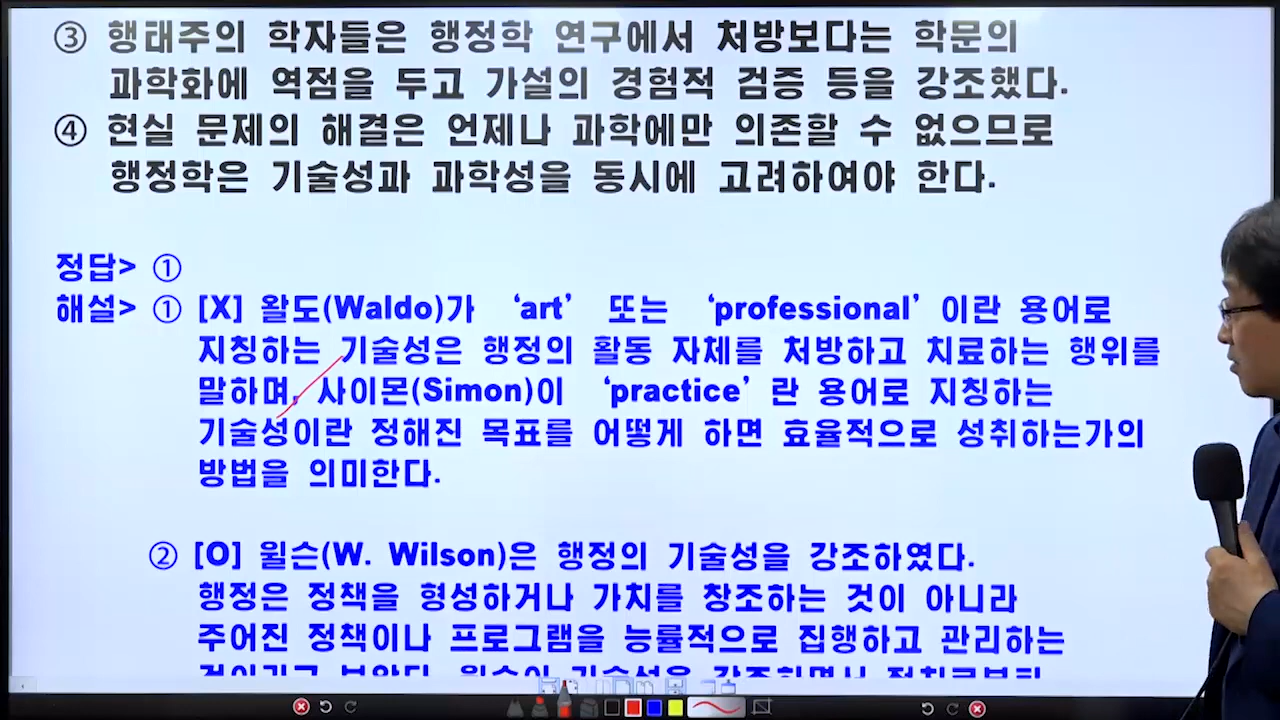 ③ 행태주의 학자들은 행정학 연구에서 처방보다는 학문의
과학화에 역점을 두고 가설의 경험적 검증 등을 강조했다.
④ 현실 문제의 해결은 언제나 과학에만 의존할 수 없으므로
행정학은 기술성과 과학성을 동시에 고려하여야 한다.
정답> ①
해설> ① [X] 왈도(Waldo)가 ‘art’ 또는 ‘professional’이란 용어로
지칭하는 기술성은 행정의 활동 자체를 처방하고 치료하는 행위를
말하며, 사이몬(Simon)이 ‘practice’란 용어로 지칭하는
기술성이란 정해진 목표를 어떻게 하면 효율적으로 성취하는가의
방법을 의미한다.
② [O] 윌슨(W. Wilson)은 행정의 기술성을 강조하였다.
행정은 정책을 형성하거나 가치를 창조하는 것이 아니라
주어진 정책이나 프로그램을 능률적으로 집행하고 관리하는